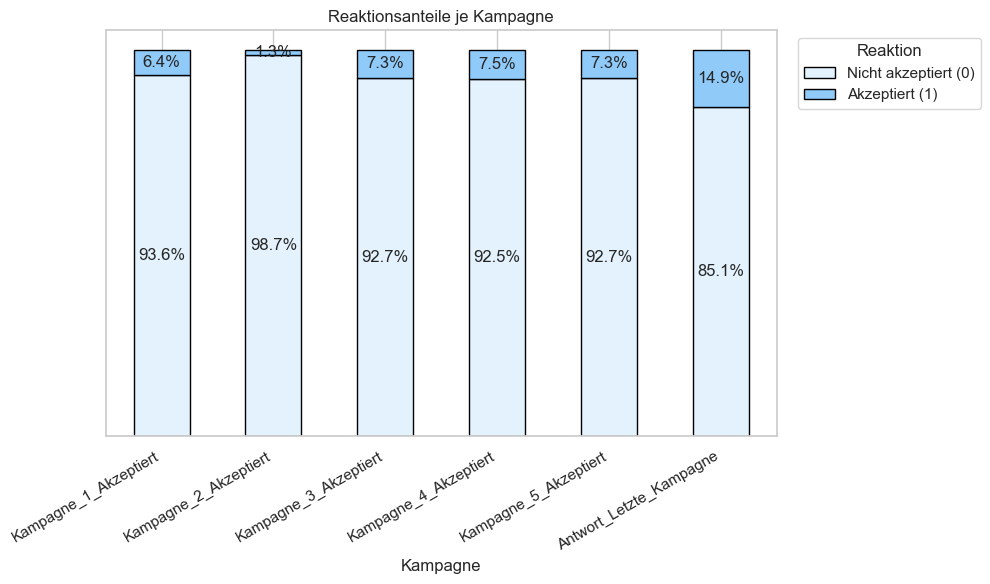 Reaktionsanteile je Kampagne
Reaktion
Nicht akzeptiert (0)
Akzeptiert (1)
6.4%
1.3%
7.3%
7.5%
7.3%
14.9%
93.6%
98.7%
92.7%
92.5%
92.7%
85.1%
Kampagne_1_Akzeptiert
Kampagne_2_Akzeptiert
Kampagne_3_Akzeptiert
Kampagne_4_Akzeptiert
Kampagne_5_Akzeptiert
Antwort_Letzte_Kampagne
Kampagne